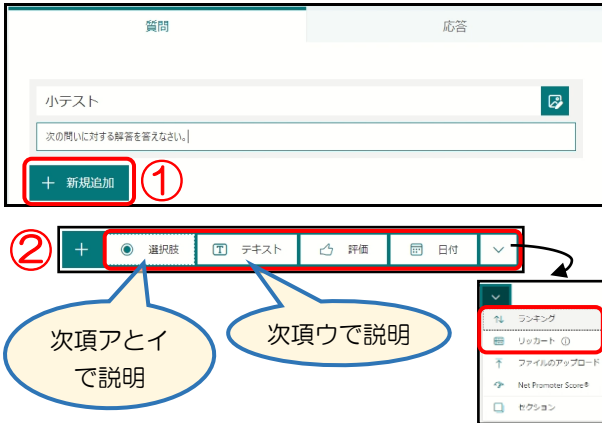 質問 応答
小テスト
次の問いに対する解答を答えなさい。
＋ 新規追加 ①
② ＋ 選択肢 テキスト 評価 日付
次項アとイ
で説明
次項ウで説明
ランキング
リッカート
ファイルのアップロード
Net Promoter Score®
セクション